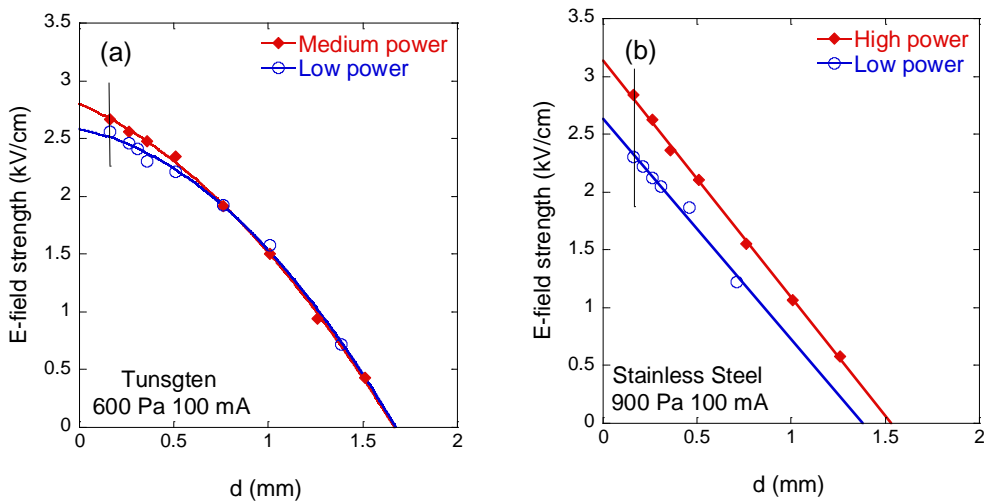 (a)
Medium power
Low power
3.5
3
2.5
2
1.5
1
0.5
0
E-field strength (kV/cm)
Tunsgten
600 Pa 100 mA
0
0.5
1
1.5
2
d (mm)
(b)
High power
Low power
3.5
3
2.5
2
1.5
1
0.5
0
E-field strength (kV/cm)
Stainless Steel
900 Pa 100 mA
0
0.5
1
1.5
2
d (mm)